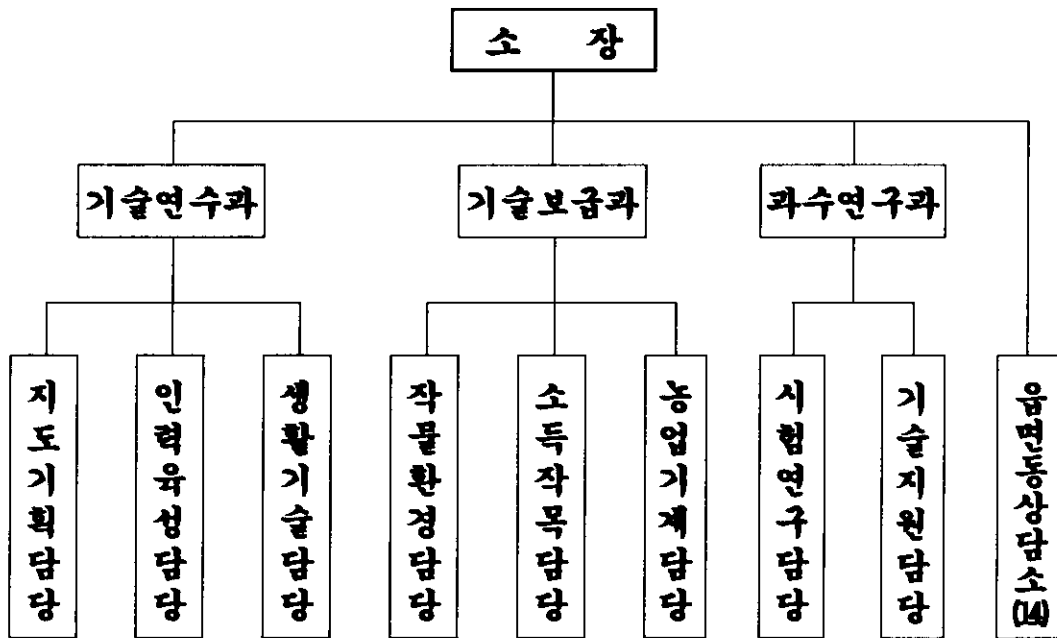 소 장
기술연수과
기술보급과
과수연구과
지도기획담당
인력육성담당
생활기술담당
작물환경담당
소득작목담당
농업기계담당
시험연구담당
기술지원담당
읍면동상담소(14)